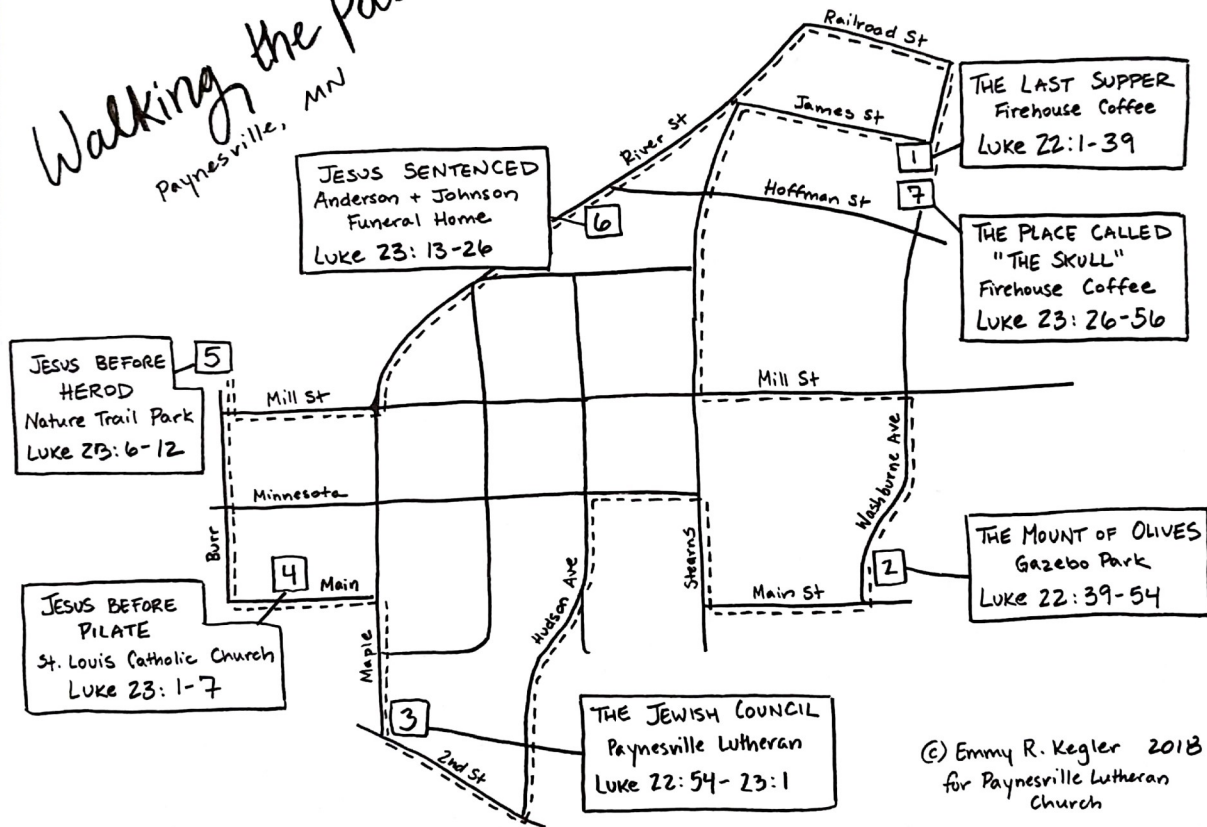 Walking the
Paynesville, MN
Railroad St
James St
River St
Hoffman St
THE LAST SUPPER
Firehouse Coffee
Luke 22:1-39
1
7
THE PLACE CALLED
"THE SKULL"
Firehouse Coffee
Luke 23:26-56
JESUS SENTENCED
Anderson + Johnson
Funeral Home
Luke 23:13-26
6
JESUS BEFORE
HEROD
Nature Trail Park
Luke 23:6-12
5
Mill St
Mill St
Minnesota
Burr
Washburne Ave
4
Main
Maple
Hudson Ave
Stearns
Main St
2
THE MOUNT OF OLIVES
Gazebo Park
Luke 22:39-54
JESUS BEFORE
PILATE
St. Louis Catholic Church
Luke 23:1-7
3
2nd St
THE JEWISH COUNCIL
Paynesville Lutheran
Luke 22:54-23:1
(c) Emmy R. Kegler 2018
for Paynesville Lutheran
Church